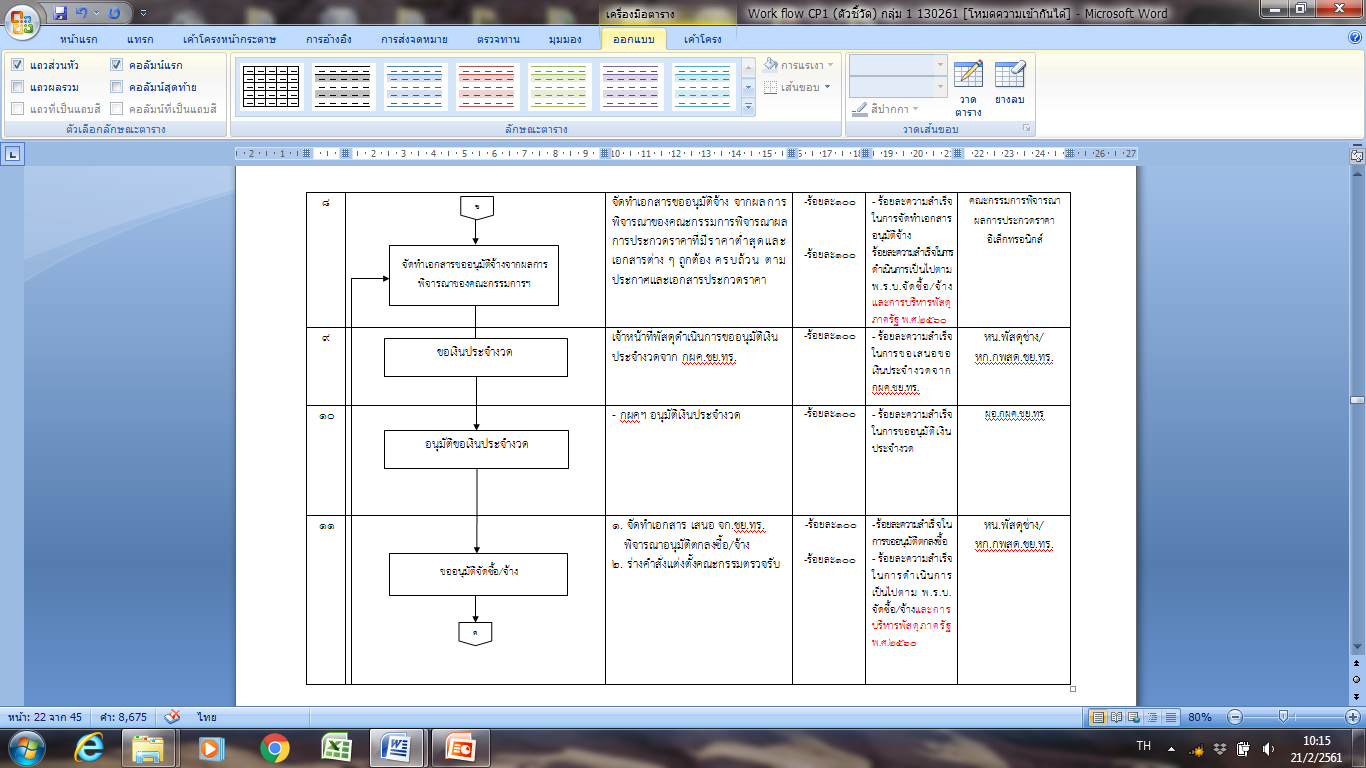 เครื่องมือตาราง
Work flow CP1 (ตัวชี้วัด) กลุ่ม 1 130261 [โหมดความเข้ากันได้] - Microsoft Word
หน้าแรก แทรก เค้าโครงหน้ากระดาษ การอ้างอิง การส่งจดหมาย ตรวจทาน มุมมอง ออกแบบ เค้าโครง
แถวส่วนหัว คอลัมน์แรก
แถวผลรวม คอลัมน์สุดท้าย
แถวที่เป็นแถบสี คอลัมน์ที่เป็นแถบสี
ตัวเลือกลักษณะตาราง
ลักษณะตาราง
การแรเงา
เส้นขอบ
สีปากกา
วาด
ตาราง
ยางลบ
วาดเส้นขอบ
2 1 1 2 3 4 5 6 7 8 9 10 11 12 13 14 15 17 18 19 20 21 22 23 24 26 27
๘
ข
จัดทำเอกสารขออนุมัติจ้างจากผลการ
พิจารณาของคณะกรรมการฯ
จัดทำเอกสารขออนุมัติจ้าง จากผลการ
พิจารณาของคณะกรรมการพิจารณาผล
การประกวดราคาที่มีราคาต่ำสุดและ
เอกสารต่าง ๆ ถูกต้อง ครบถ้วน ตาม
ประกาศและเอกสารประกวดราคา
-ร้อยละ๑๐๐
-ร้อยละ๑๐๐
- ร้อยละความสำเร็จ
ในการจัดทำเอกสาร
อนุมัติจ้าง
ร้อยละความสำเร็จในการ
ดำเนินการเป็นไปตาม
พ.ร.บ.จัดซื้อ/จ้าง
และการบริหารพัสดุ
ภาครัฐ พ.ศ.๒๕๖๐
คณะกรรมการพิจารณา
ผลการประกวดราคา
อิเล็กทรอนิกส์
๙
ขอเงินประจำงวด
เจ้าหน้าที่พัสดุดำเนินการขออนุมัติเงิน
ประจำงวดจาก กผค.ชย.ทร.
-ร้อยละ๑๐๐
- ร้อยละความสำเร็จ
ในการขอเสนอขอ
เงินประจำงวดจาก
กผค.ชย.ทร.
หน.พัสดุช่าง/
หก.กพสด.ชย.ทร.
๑๐
อนุมัติขอเงินประจำงวด
- กผคฯ อนุมัติเงินประจำงวด
-ร้อยละ๑๐๐
- ร้อยละความสำเร็จ
ในการขออนุมัติเงิน
ประจำงวด
ผอ.กผค.ชย.ทร
๑๑
ขออนุมัติจัดซื้อ/จ้าง
ค
๑. จัดทำเอกสาร เสนอ จก.ชย.ทร.
พิจารณาอนุมัติตกลงซื้อ/จ้าง
๒. ร่างคำสั่งแต่งตั้งคณะกรรมตรวจรับ
-ร้อยละ๑๐๐
-ร้อยละ๑๐๐
- ร้อยละความสำเร็จใน
การขออนุมัติตกลงซื้อ
- ร้อยละความสำเร็จ
ในการดำเนินการ
เป็นไปตาม พ.ร.บ.
จัดซื้อ/จ้างและการ
บริหารพัสดุภาครัฐ
พ.ศ.๒๕๖๐
หน.พัสดุช่าง/
หก.กพสด.ชย.ทร.
หน้า: 22 จาก 45 คำ: 8,675 ไทย 80%
TH 10:15
21/2/2561